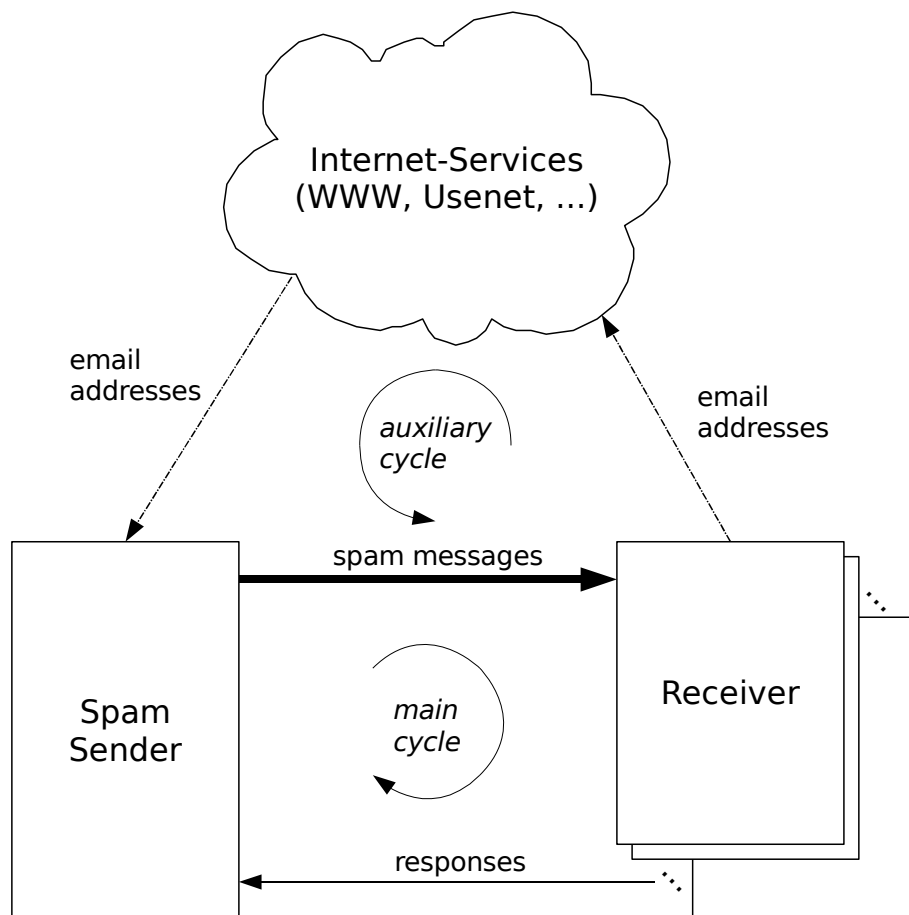 Internet-Services
(WWW, Usenet, ...)
email
addresses
email
addresses
auxiliary
cycle
spam messages
Spam
Sender
main
cycle
Receiver
responses